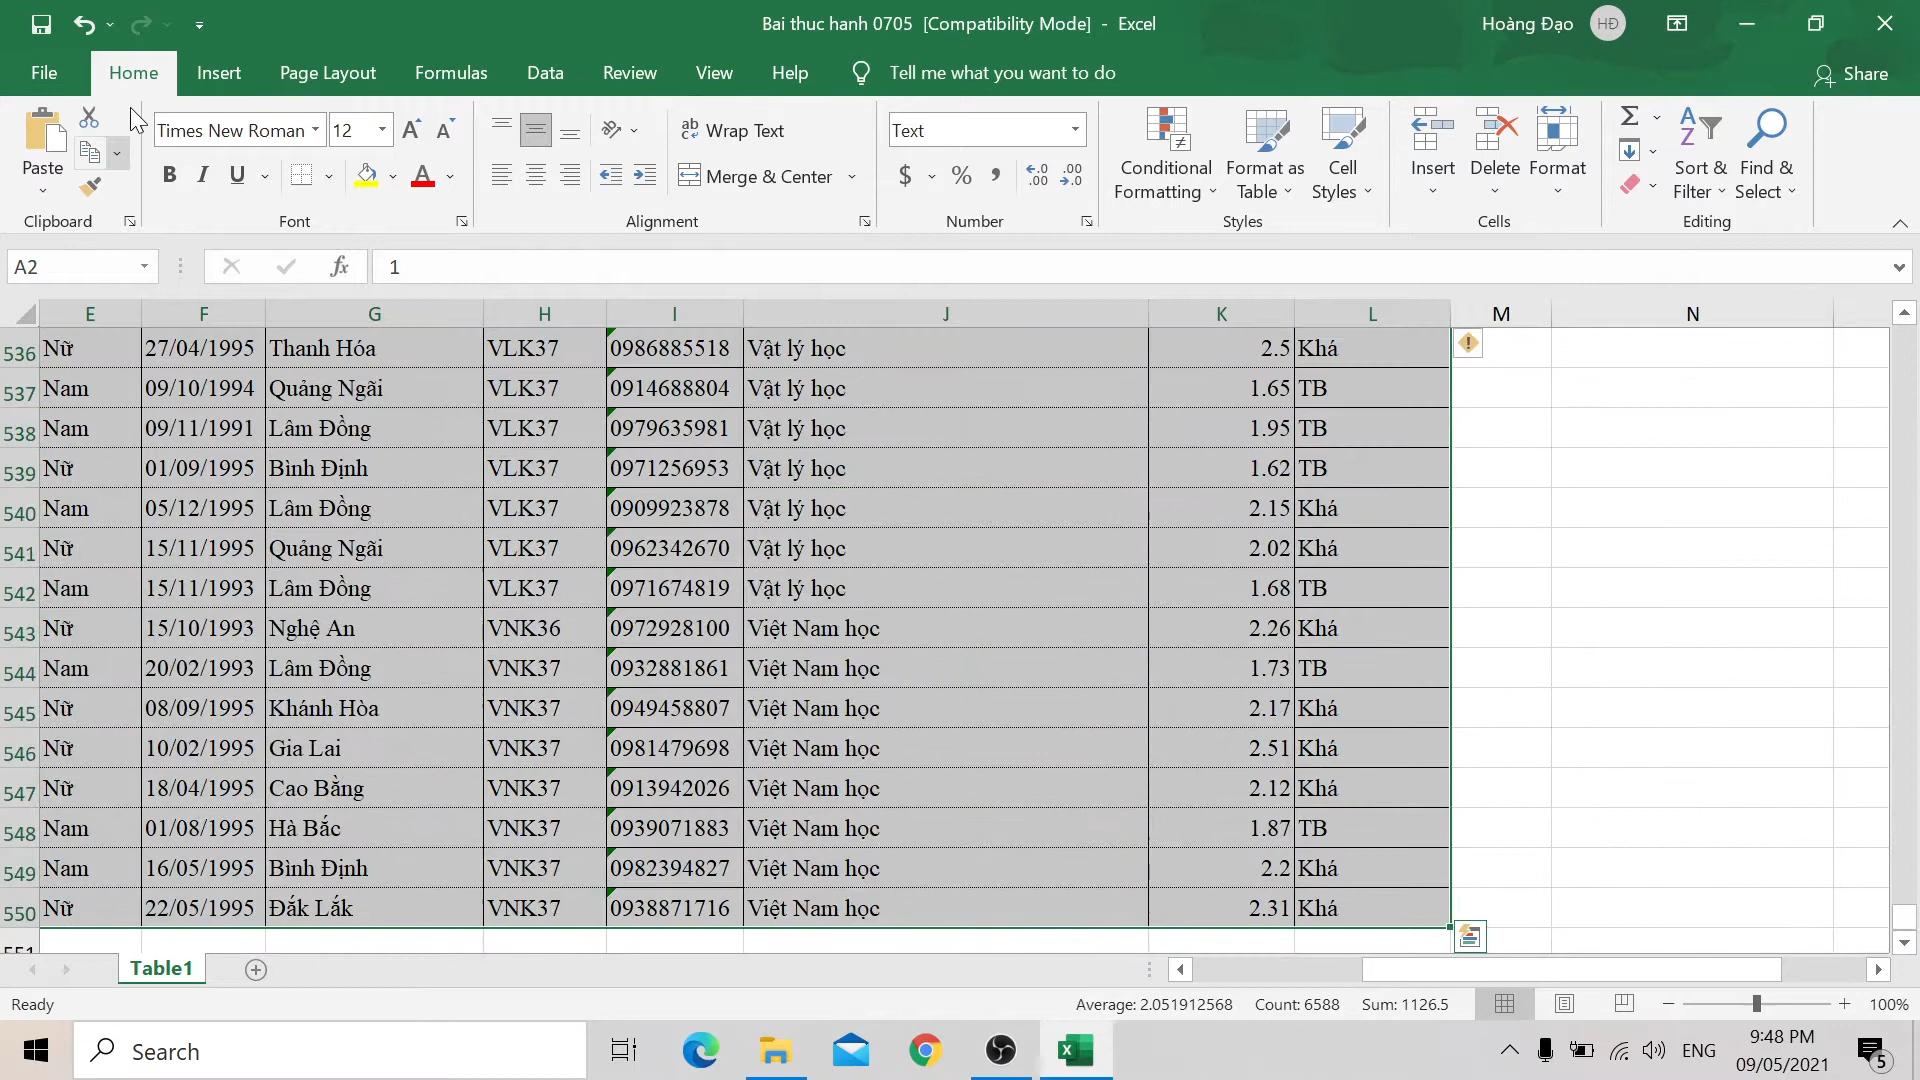 Bai thuc hanh 0705 [Compatibility Mode] - Excel
Hoàng Đạo HĐ
File Home Insert Page Layout Formulas Data Review View Help Tell me what you want to do Share
Paste
Clipboard
Times New Roman 12
B I U A
Font
ab Wrap Text
Merge & Center
Alignment
Text
$ % , .00 .00
Number
Conditional Formatting
Format as Table
Cell Styles
Styles
Insert Delete Format
Cells
Sort & Filter
Find & Select
Editing
A2 fx 1
E F G H I J K L M N
536 Nữ 27/04/1995 Thanh Hóa VLK37 0986885518 Vật lý học 2.5 Khá
537 Nam 09/10/1994 Quảng Ngãi VLK37 0914688804 Vật lý học 1.65 TB
538 Nam 09/11/1991 Lâm Đồng VLK37 0979635981 Vật lý học 1.95 TB
539 Nữ 01/09/1995 Bình Định VLK37 0971256953 Vật lý học 1.62 TB
540 Nam 05/12/1995 Lâm Đồng VLK37 0909923878 Vật lý học 2.15 Khá
541 Nữ 15/11/1995 Quảng Ngãi VLK37 0962342670 Vật lý học 2.02 Khá
542 Nam 15/11/1993 Lâm Đồng VLK37 0971674819 Vật lý học 1.68 TB
543 Nữ 15/10/1993 Nghệ An VNK36 0972928100 Việt Nam học 2.26 Khá
544 Nam 20/02/1993 Lâm Đồng VNK37 0932881861 Việt Nam học 1.73 TB
545 Nữ 08/09/1995 Khánh Hòa VNK37 0949458807 Việt Nam học 2.17 Khá
546 Nữ 10/02/1995 Gia Lai VNK37 0981479698 Việt Nam học 2.51 Khá
547 Nữ 18/04/1995 Cao Bằng VNK37 0913942026 Việt Nam học 2.12 Khá
548 Nam 01/08/1995 Hà Bắc VNK37 0939071883 Việt Nam học 1.87 TB
549 Nam 16/05/1995 Bình Định VNK37 0982394827 Việt Nam học 2.2 Khá
550 Nữ 22/05/1995 Đắk Lắk VNK37 0938871716 Việt Nam học 2.31 Khá
551
Table1
Ready Average: 2.051912568 Count: 6588 Sum: 1126.5 100%
Search ENG 9:48 PM
09/05/2021 5